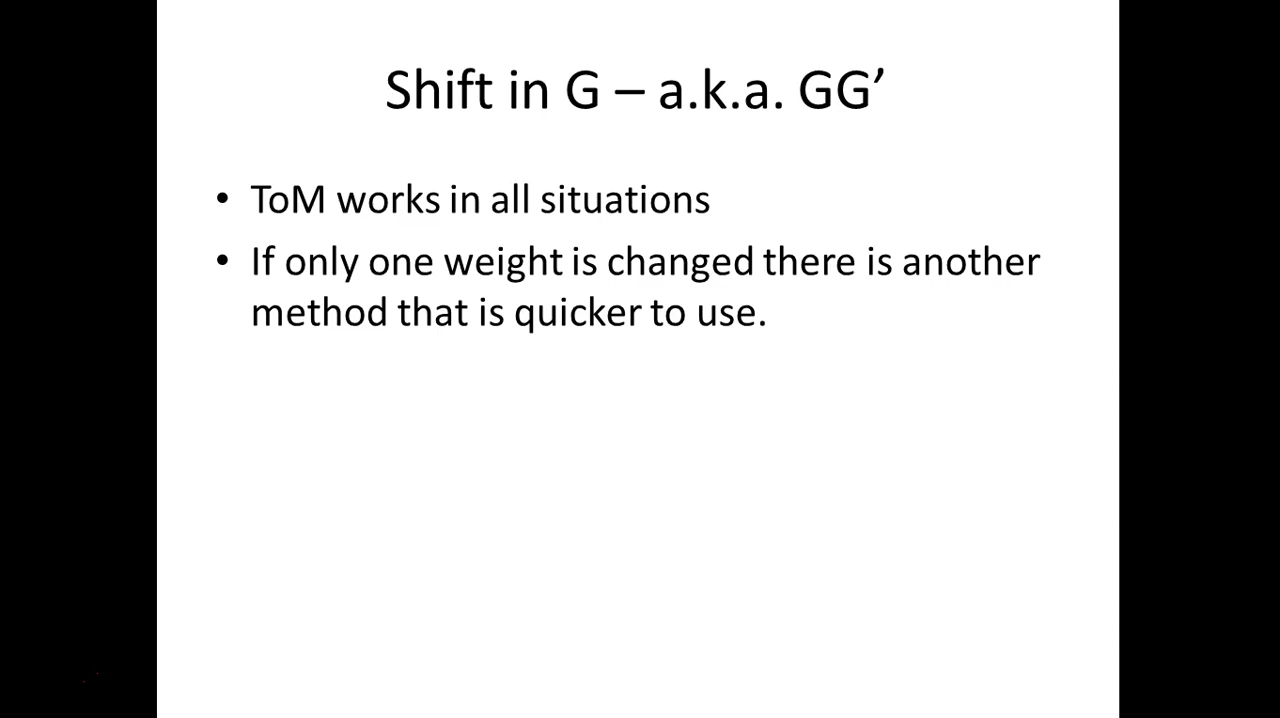 Shift in G – a.k.a. GG’
• ToM works in all situations
• If only one weight is changed there is another
method that is quicker to use.